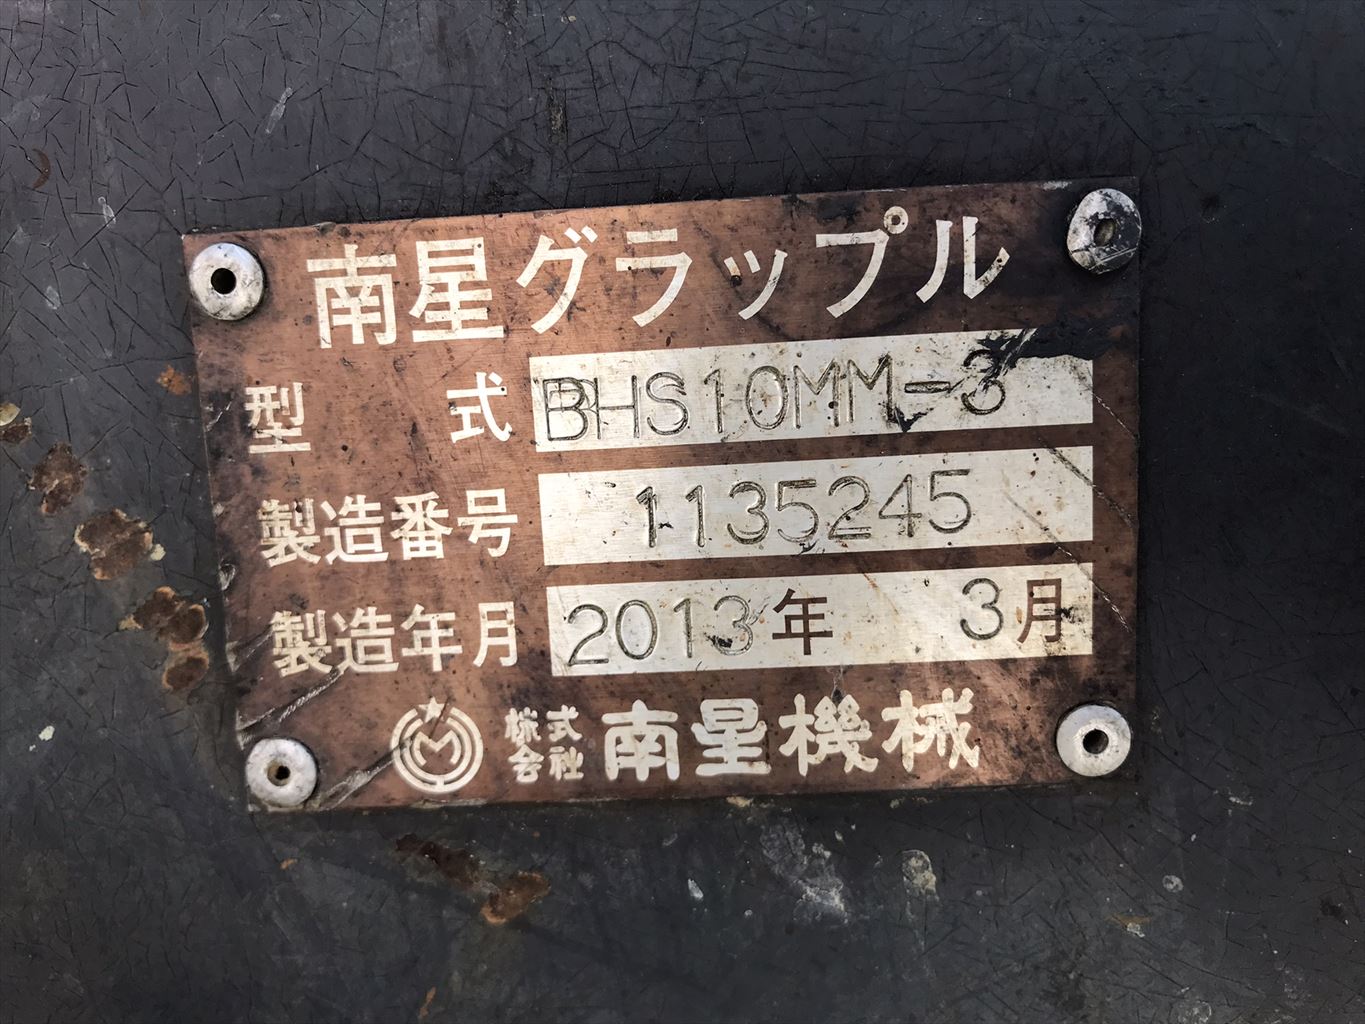 南星グラップル
型式 BHS10MM-3
製造番号 1135245
製造年月 2013年 3月
M 株式会社 南星機械